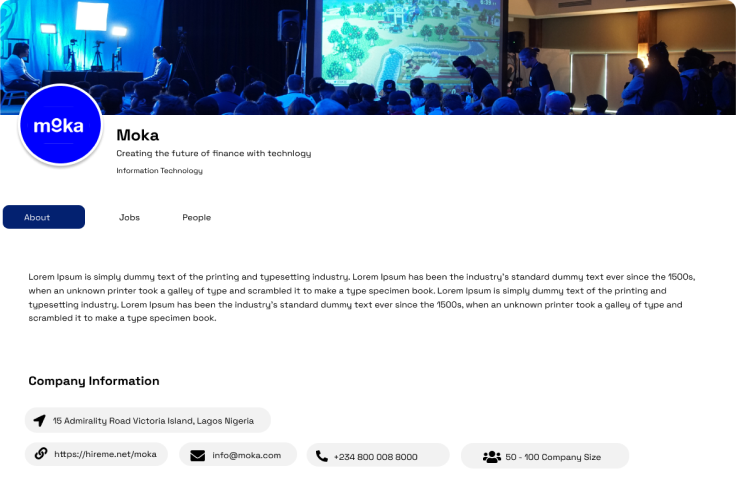 moka
Moka
Creating the future of finance with technlogy
Information Technology
About Jobs People
Lorem Ipsum is simply dummy text of the printing and typesetting industry. Lorem Ipsum has been the industry's standard dummy text ever since the 1500s,
when an unknown printer took a galley of type and scrambled it to make a type specimen book. Lorem Ipsum is simply dummy text of the printing and
typesetting industry. Lorem Ipsum has been the industry's standard dummy text ever since the 1500s, when an unknown printer took a galley of type and
scrambled it to make a type specimen book.
Company Information
15 Admirality Road Victoria Island, Lagos Nigeria
https://hireme.net/moka info@moka.com +234 800 008 8000 50 - 100 Company Size